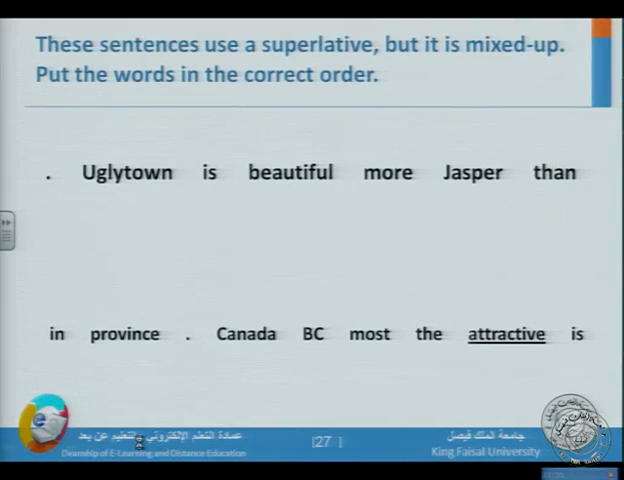 These sentences use a superlative, but it is mixed-up.
Put the words in the correct order.
. Uglytown is beautiful more Jasper than
in province . Canada BC most the attractive is
عمادة التعلم الإلكتروني والتعليم عن بعد
Deanship of E-Learning and Distance Education
|27 |
جامعة الملك فيصل
King Faisal University